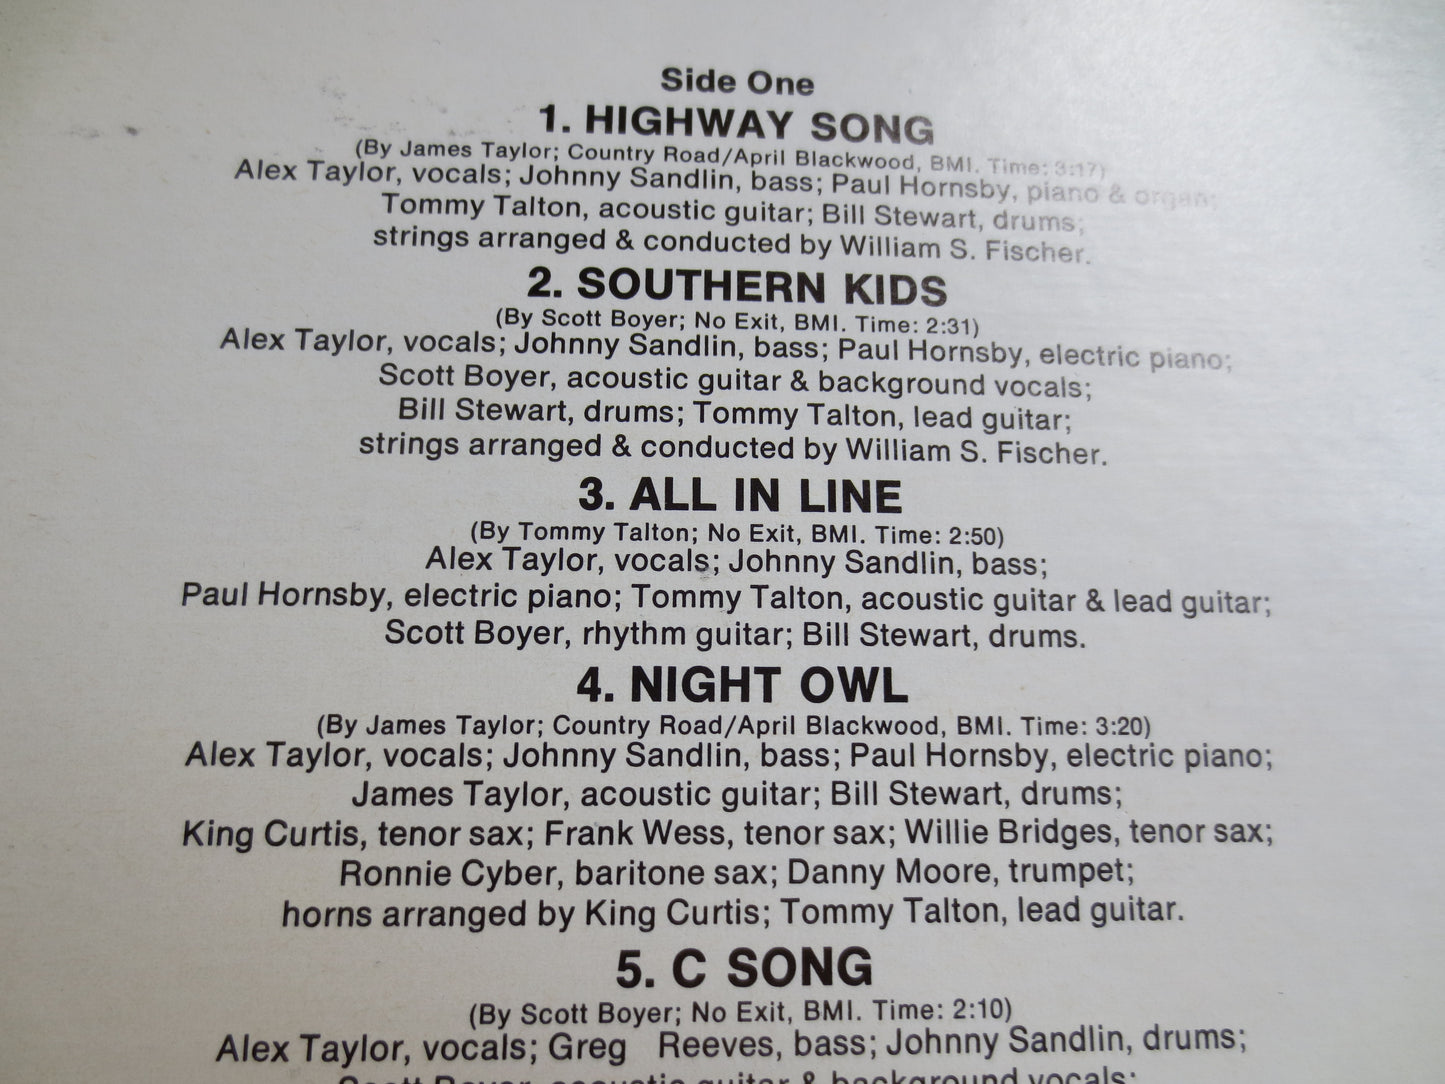 Side One
1. HIGHWAY SONG
(By James Taylor; Country Road/April Blackwood, BMI. Time: 3:17)
Alex Taylor, vocals; Johnny Sandlin, bass; Paul Hornsby, piano & organ;
Tommy Talton, acoustic guitar; Bill Stewart, drums;
strings arranged & conducted by William S. Fischer.
2. SOUTHERN KIDS
(By Scott Boyer; No Exit, BMI. Time: 2:31)
Alex Taylor, vocals; Johnny Sandlin, bass; Paul Hornsby, electric piano;
Scott Boyer, acoustic guitar & background vocals;
Bill Stewart, drums; Tommy Talton, lead guitar;
strings arranged & conducted by William S. Fischer.
3. ALL IN LINE
(By Tommy Talton; No Exit, BMI. Time: 2:50)
Alex Taylor, vocals; Johnny Sandlin, bass;
Paul Hornsby, electric piano; Tommy Talton, acoustic guitar & lead guitar;
Scott Boyer, rhythm guitar; Bill Stewart, drums.
4. NIGHT OWL
(By James Taylor; Country Road/April Blackwood, BMI. Time: 3:20)
Alex Taylor, vocals; Johnny Sandlin, bass; Paul Hornsby, electric piano;
James Taylor, acoustic guitar; Bill Stewart, drums;
King Curtis, tenor sax; Frank Wess, tenor sax; Willie Bridges, tenor sax;
Ronnie Cyber, baritone sax; Danny Moore, trumpet;
horns arranged by King Curtis; Tommy Talton, lead guitar.
5. C SONG
(By Scott Boyer; No Exit, BMI. Time: 2:10)
Alex Taylor, vocals; Greg Reeves, bass; Johnny Sandlin, drums;
Scott Boyer, acoustic guitar & background vocals;